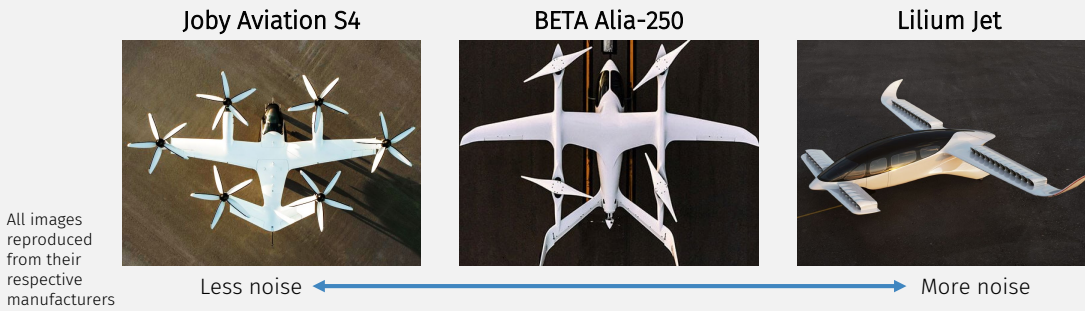 Joby Aviation S4
BETA Alia-250
Lilium Jet
All images
reproduced
from their
respective
manufacturers
Less noise
More noise